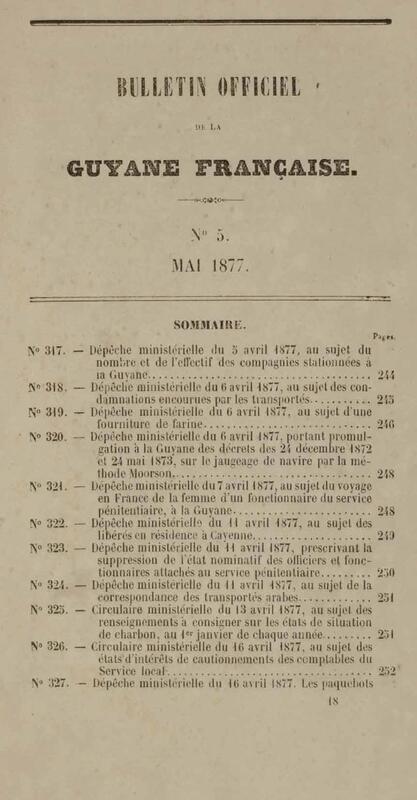 BULLETIN OFFICIEL
DE LA
GUYANE FRANÇAISE.
N° 5.
MAI 1877.
SOMMAIRE.
Pages.
N° 317. — Dépêche ministérielle du 5 avril 1877, au sujet du
nombre et de l'effectif des compagnies stationnées à
la Guyane.................................... 244
N° 318. — Dépêche ministérielle du 6 avril 1877, au sujet des con-
damnations encourues par les transportés........... 245
N° 319. — Dépêche ministérielle du 6 avril 1877, au sujet d'une
fourniture de farine.............................. 246
N° 320. — Dépêche ministérielle du 6 avril 1877, portant promul-
gation à la Guyane des décrets des 24 décembre 1872
et 24 mai 1873, sur le jaugeage de navire par la mé-
thode Moorson.................................. 248
N° 321. — Dépêche ministérielle du 7 avril 1877, au sujet du voyage
en France de la femme d'un fonctionnaire du service
pénitentiaire, à la Guyane........................ 248
N° 322. — Dépêche ministérielle du 11 avril 1877, au sujet des
libérés en résidence à Cayenne.................... 249
N° 323. — Dépêche ministérielle du 11 avril 1877, prescrivant la
suppression de l'état nominatif des officiers et fonc-
tionnaires attachés au service pénitentiaire......... 250
N° 324. — Dépêche ministérielle du 11 avril 1877, au sujet de la
correspondance des transportés arabes............. 251
N° 325. — Circulaire ministérielle du 13 avril 1877, au sujet des
renseignements à consigner sur les états de situation
de charbon, au 1er janvier de chaque année........ 251
N° 326. — Circulaire ministérielle du 16 avril 1877, au sujet des
états d'intérêts de cautionnements des comptables du
Service local.................................... 252
N° 327. — Dépêche ministérielle du 16 avril 1877. Les paquebots
18